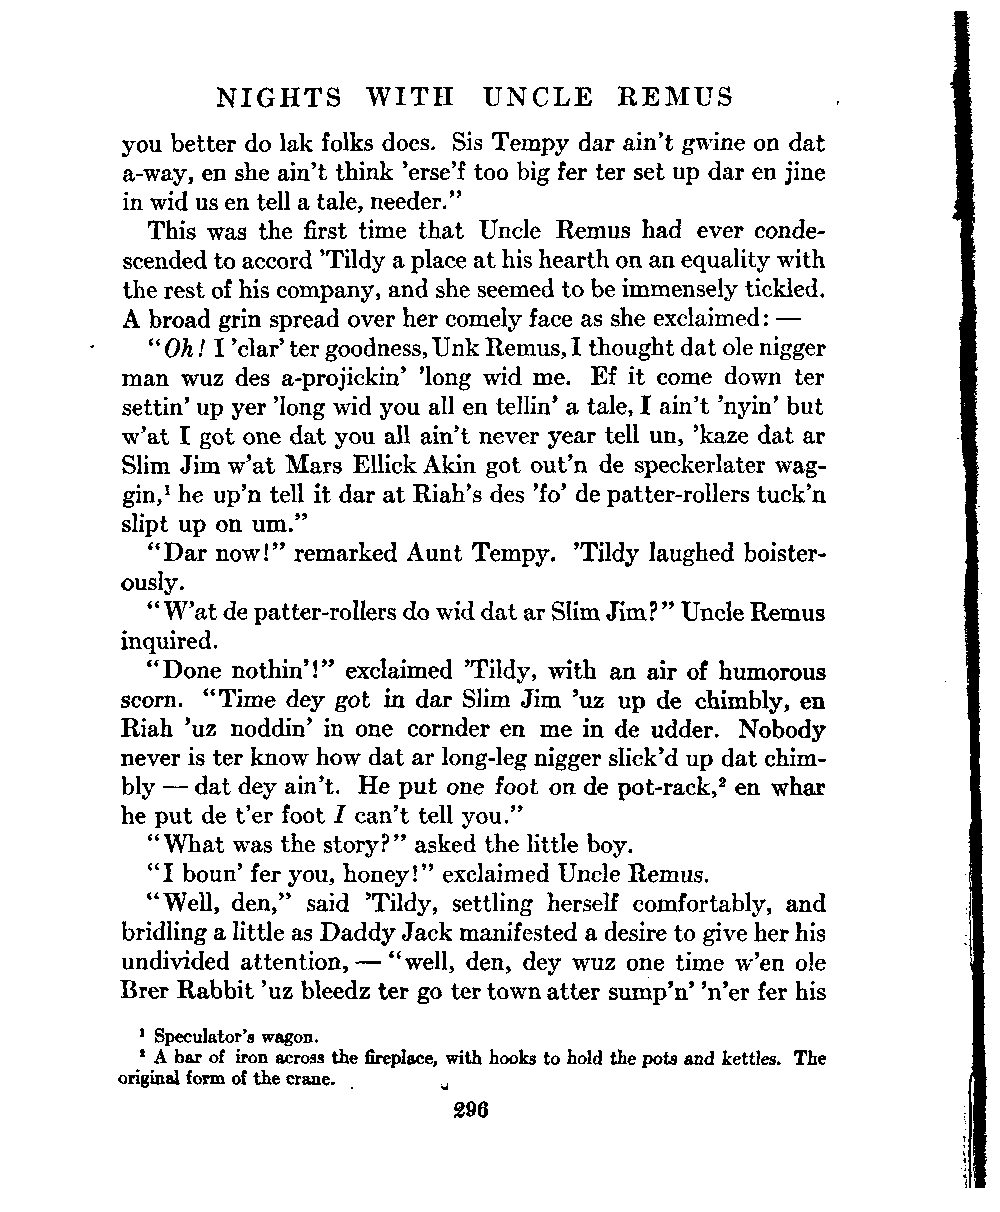 NIGHTS WITH UNCLE REMUS
you better do lak folks does. Sis Tempy dar ain't gwine on dat
a-way, en she ain't think 'erse'f too big fer ter set up dar en jine
in wid us en tell a tale, needer."
This was the first time that Uncle Remus had ever conde-
scended to accord 'Tildy a place at his hearth on an equality with
the rest of his company, and she seemed to be immensely tickled.
A broad grin spread over her comely face as she exclaimed: —
"Oh! I 'clar' ter goodness, Unk Remus, I thought dat ole nigger
man wuz des a-projickin' 'long wid me. Ef it come down ter
settin' up yer 'long wid you all en tellin' a tale, I ain't 'nyin' but
w'at I got one dat you all ain't never year tell un, 'kaze dat ar
Slim Jim w'at Mars Ellick Akin got out'n de speckerlater wag-
gin,¹ he up'n tell it dar at Riah's des 'fo' de patter-rollers tuck'n
slipt up on um."
"Dar now!" remarked Aunt Tempy. 'Tildy laughed boister-
ously.
"W'at de patter-rollers do wid dat ar Slim Jim?" Uncle Remus
inquired.
"Done nothin'!" exclaimed 'Tildy, with an air of humorous
scorn. "Time dey got in dar Slim Jim 'uz up de chimbly, en
Riah 'uz noddin' in one cornder en me in de udder. Nobody
never is ter know how dat ar long-leg nigger slick'd up dat chim-
bly — dat dey ain't. He put one foot on de pot-rack,² en whar
he put de t'er foot I can't tell you."
"What was the story?" asked the little boy.
"I boun' fer you, honey!" exclaimed Uncle Remus.
"Well, den," said 'Tildy, settling herself comfortably, and
bridling a little as Daddy Jack manifested a desire to give her his
undivided attention, — "well, den, dey wuz one time w'en ole
Brer Rabbit 'uz bleedz ter go ter town atter sump'n' 'n'er fer his
¹ Speculator's wagon.
² A bar of iron across the fireplace, with hooks to hold the pots and kettles. The
original form of the crane.
296